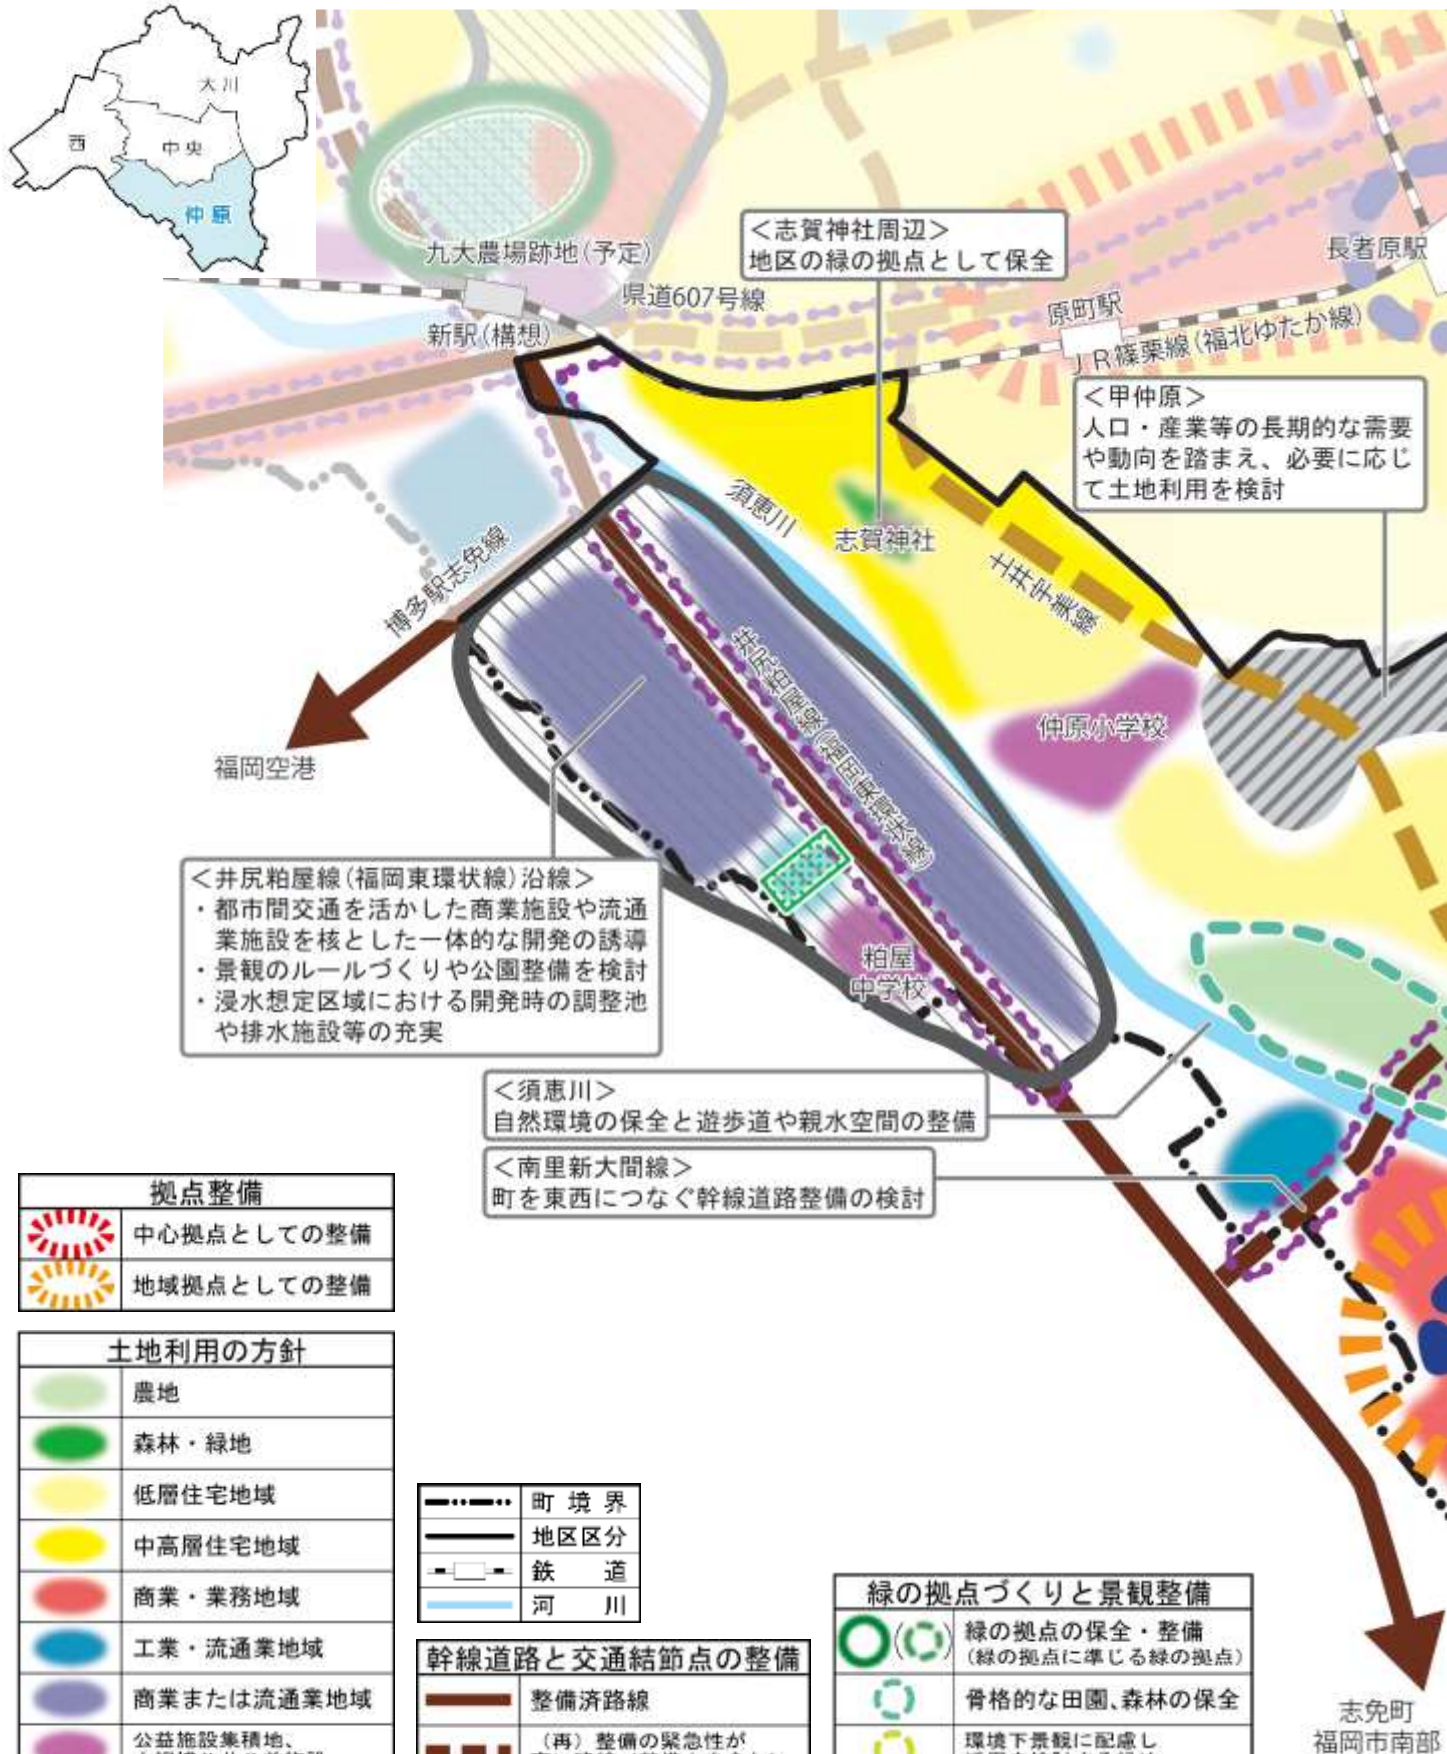 大川
西
中央
仲原
九大農場跡地(予定)
＜志賀神社周辺＞
地区の緑の拠点として保全
長者原駅
県道607号線
原町駅
新駅(構想)
ＪＲ篠栗線(福北ゆたか線)
＜甲仲原＞
人口・産業等の長期的な需要
や動向を踏まえ、必要に応じ
て土地利用を検討
須恵川
志賀神社
博多駅志免線
土井宇美線
井尻粕屋線(福岡東環状線)
仲原小学校
福岡空港
＜井尻粕屋線(福岡東環状線)沿線＞
・都市間交通を活かした商業施設や流通
業施設を核とした一体的な開発の誘導
・景観のルールづくりや公園整備を検討
・浸水想定区域における開発時の調整池
や排水施設等の充実
粕屋
中学校
＜須恵川＞
自然環境の保全と遊歩道や親水空間の整備
＜南里新大間線＞
町を東西につなぐ幹線道路整備の検討
拠点整備
中心拠点としての整備
地域拠点としての整備
土地利用の方針
農地
森林・緑地
低層住宅地域
中高層住宅地域
商業・業務地域
工業・流通業地域
商業または流通業地域
公益施設集積地、
町境界
地区区分
鉄道
河川
幹線道路と交通結節点の整備
整備済路線
（再）整備の緊急性が
緑の拠点づくりと景観整備
緑の拠点の保全・整備
(緑の拠点に準じる緑の拠点)
骨格的な田園、森林の保全
環境下景観に配慮し
志免町
福岡市南部